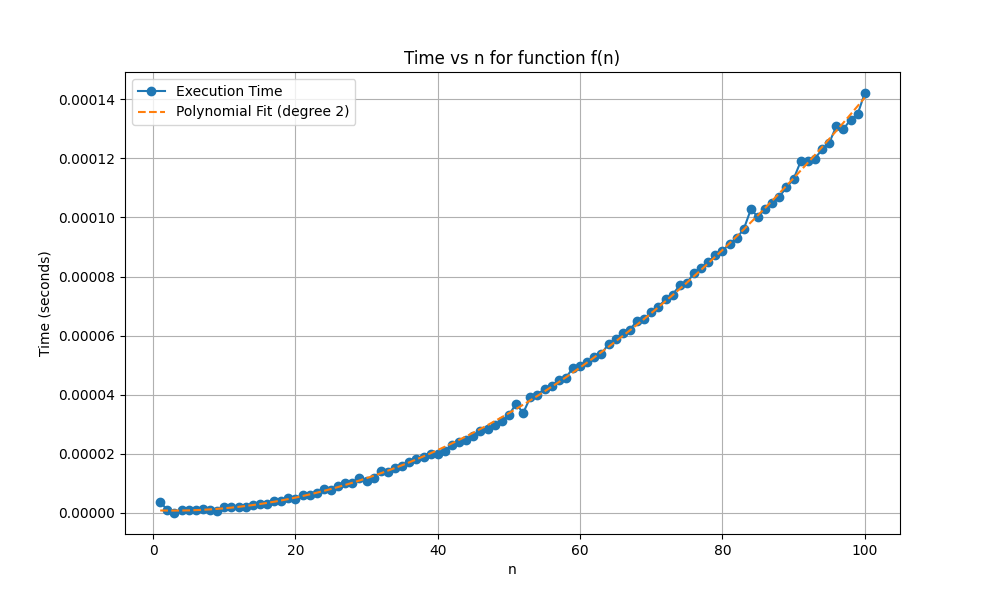 Time vs n for function f(n)
Execution Time
Polynomial Fit (degree 2)
0.00014
0.00012
0.00010
0.00008
0.00006
0.00004
0.00002
0.00000
Time (seconds)
0 20 40 60 80 100
n